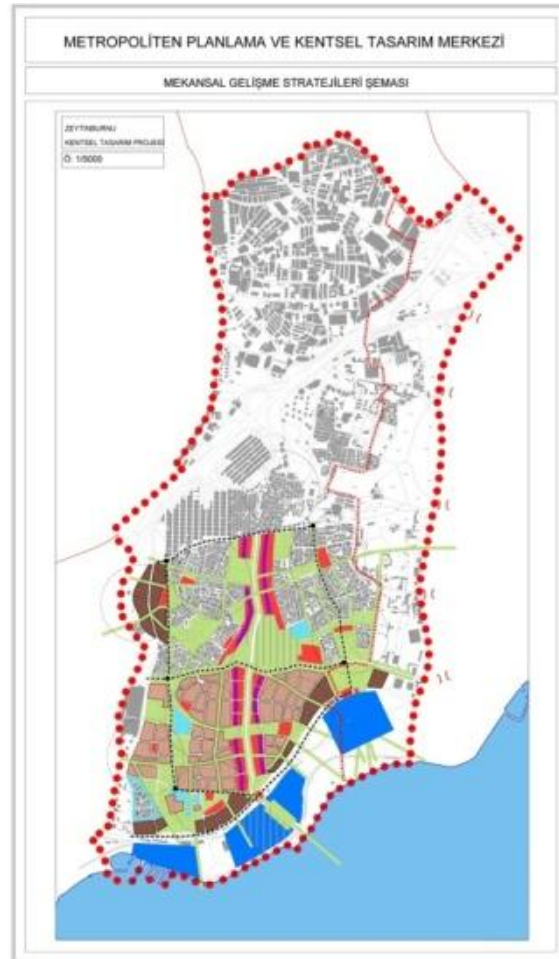 METROPOLİTEN PLANLAMA VE KENTSEL TASARIM MERKEZİ
MEKANSAL GELİŞME STRATEJİLERİ ŞEMASI
ZEYTİNBURNU
KENTSEL TASARIM PROJESİ
Ö: 1/5000